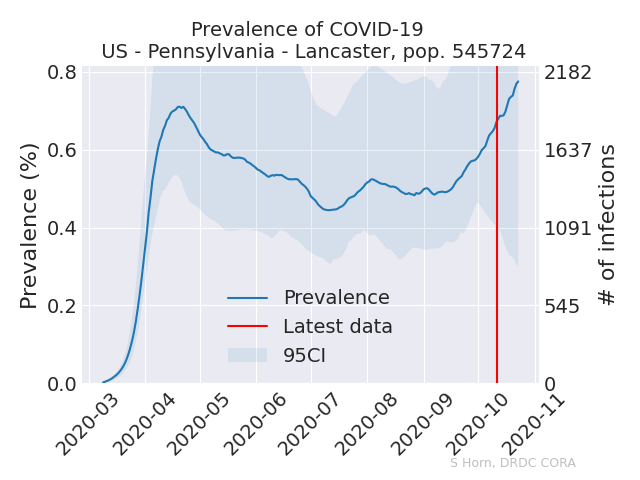 Prevalence of COVID-19
US - Pennsylvania - Lancaster, pop. 545724
Prevalence (%)
0.8
0.6
0.4
0.2
0.0
2182
1637
1091
545
0
# of infections
Prevalence
Latest data
95CI
2020-03
2020-04
2020-05
2020-06
2020-07
2020-08
2020-09
2020-10
2020-11
S Horn, DRDC CORA